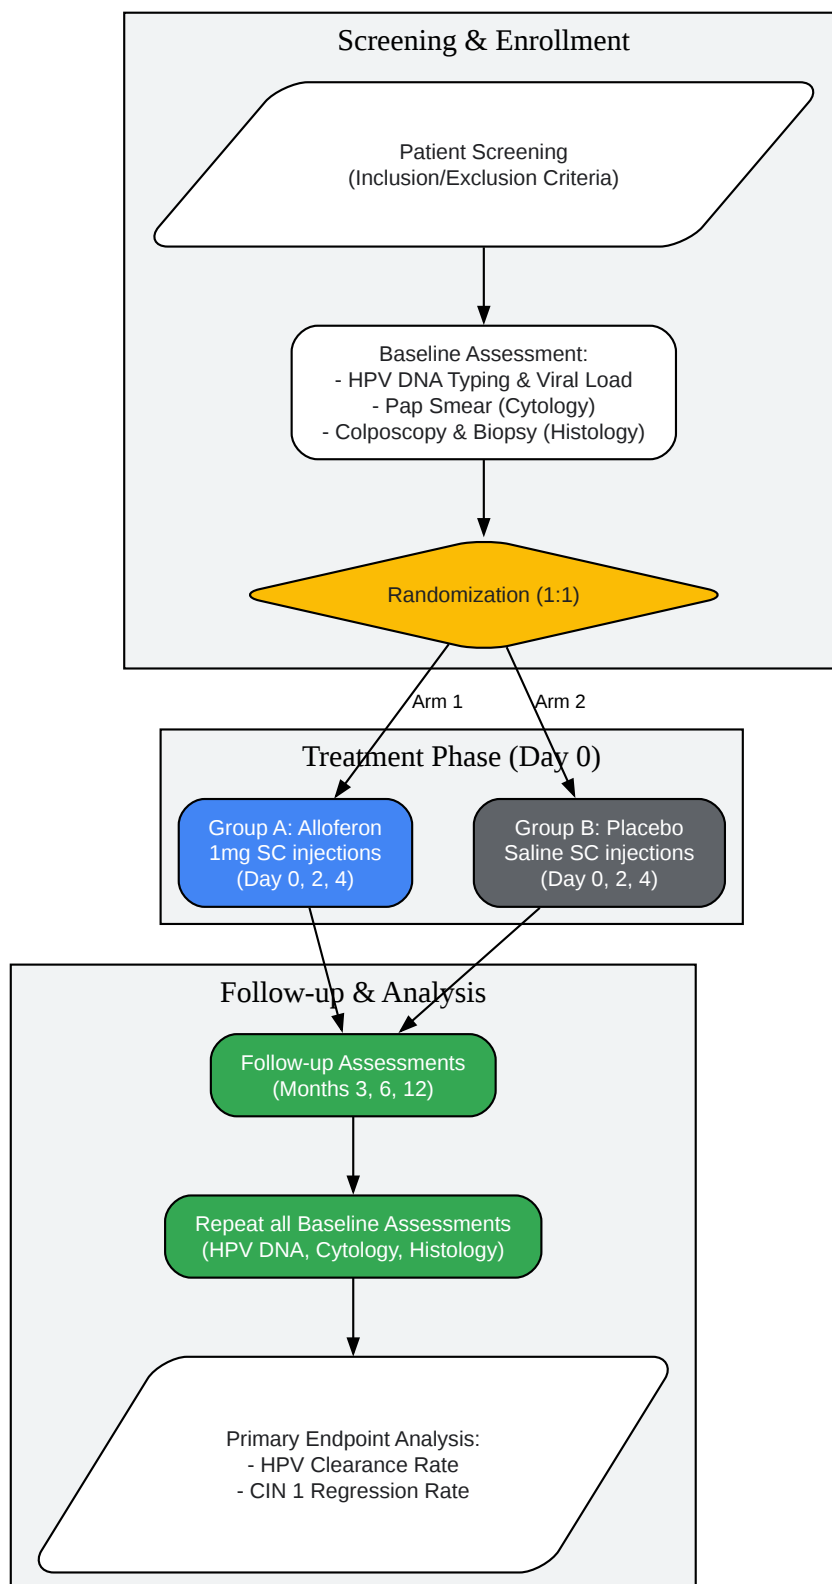 Screening & Enrollment
Patient Screening
(Inclusion/Exclusion Criteria)
Baseline Assessment:
- HPV DNA Typing & Viral Load
- Pap Smear (Cytology)
- Colposcopy & Biopsy (Histology)
Randomization (1:1)
Arm 1
Arm 2
Treatment Phase (Day 0)
Group A: Alloferon
1mg SC injections
(Day 0, 2, 4)
Group B: Placebo
Saline SC injections
(Day 0, 2, 4)
Follow-up & Analysis
Follow-up Assessments
(Months 3, 6, 12)
Repeat all Baseline Assessments
(HPV DNA, Cytology, Histology)
Primary Endpoint Analysis:
- HPV Clearance Rate
- CIN 1 Regression Rate